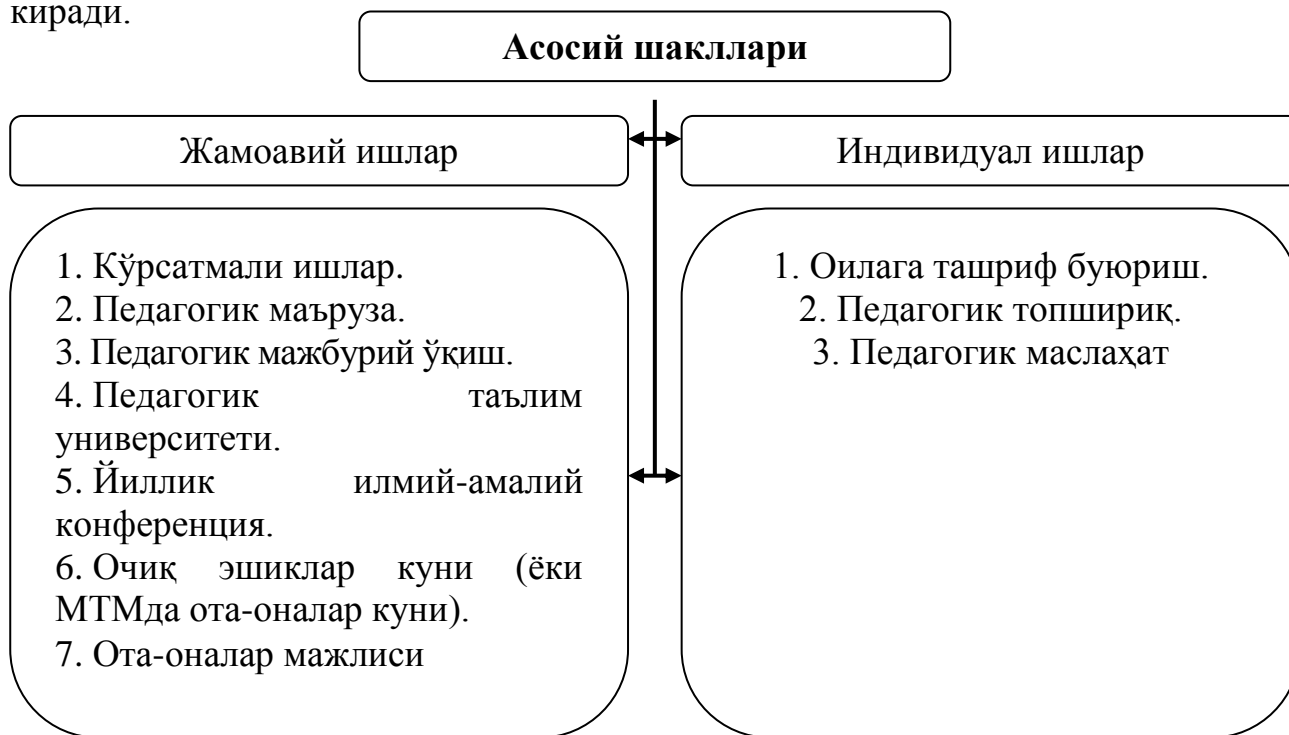 киради.
Асосий шакллари
Жамоавий ишлар
Индивидуал ишлар
1. Кўрсатмали ишлар.
2. Педагогик маъруза.
3. Педагогик мажбурий ўқиш.
4. Педагогик таълим
университети.
5. Йиллик илмий-амалий
конференция.
6. Очиқ эшиклар куни (ёки
МТМда ота-оналар куни).
7. Ота-оналар мажлиси
1. Оилага ташриф буюриш.
2. Педагогик топшириқ.
3. Педагогик маслаҳат